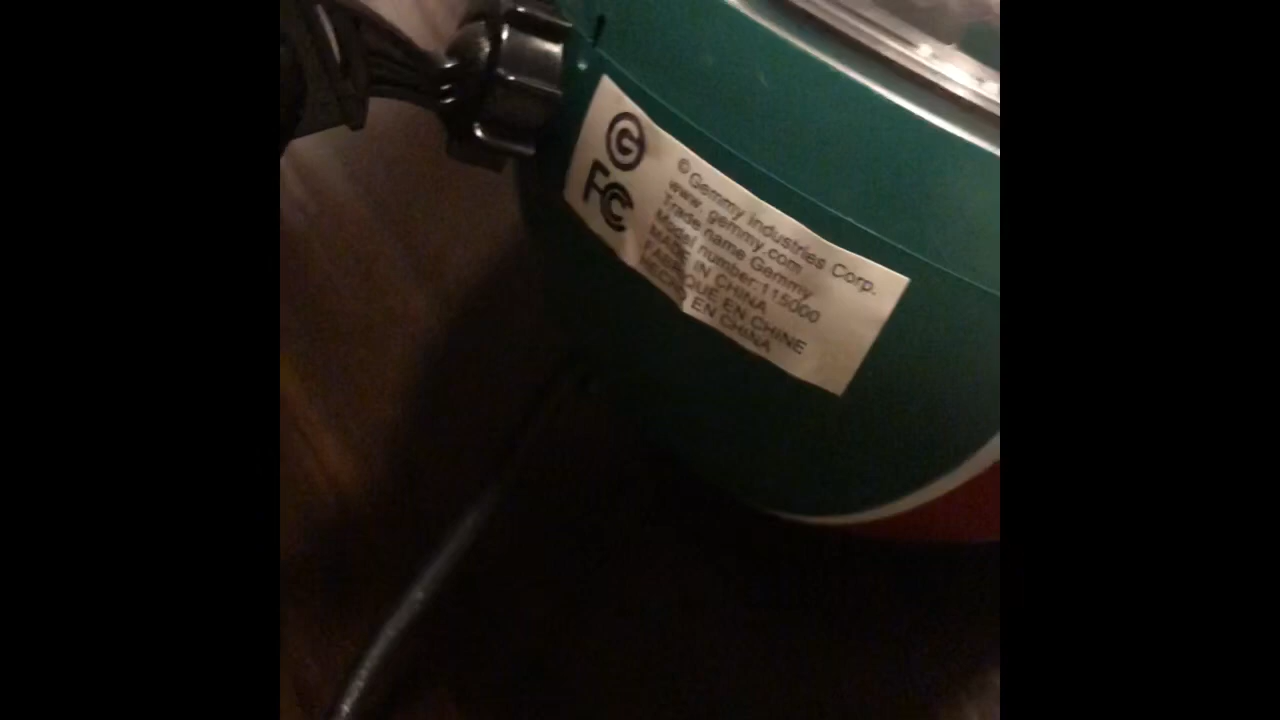 G
FC
© Gemmy Industries Corp.
www.gemmy.com
Trade name Gemmy
Model number:115000
MADE IN CHINA
FABRIQUE EN CHINE
HECHO EN CHINA